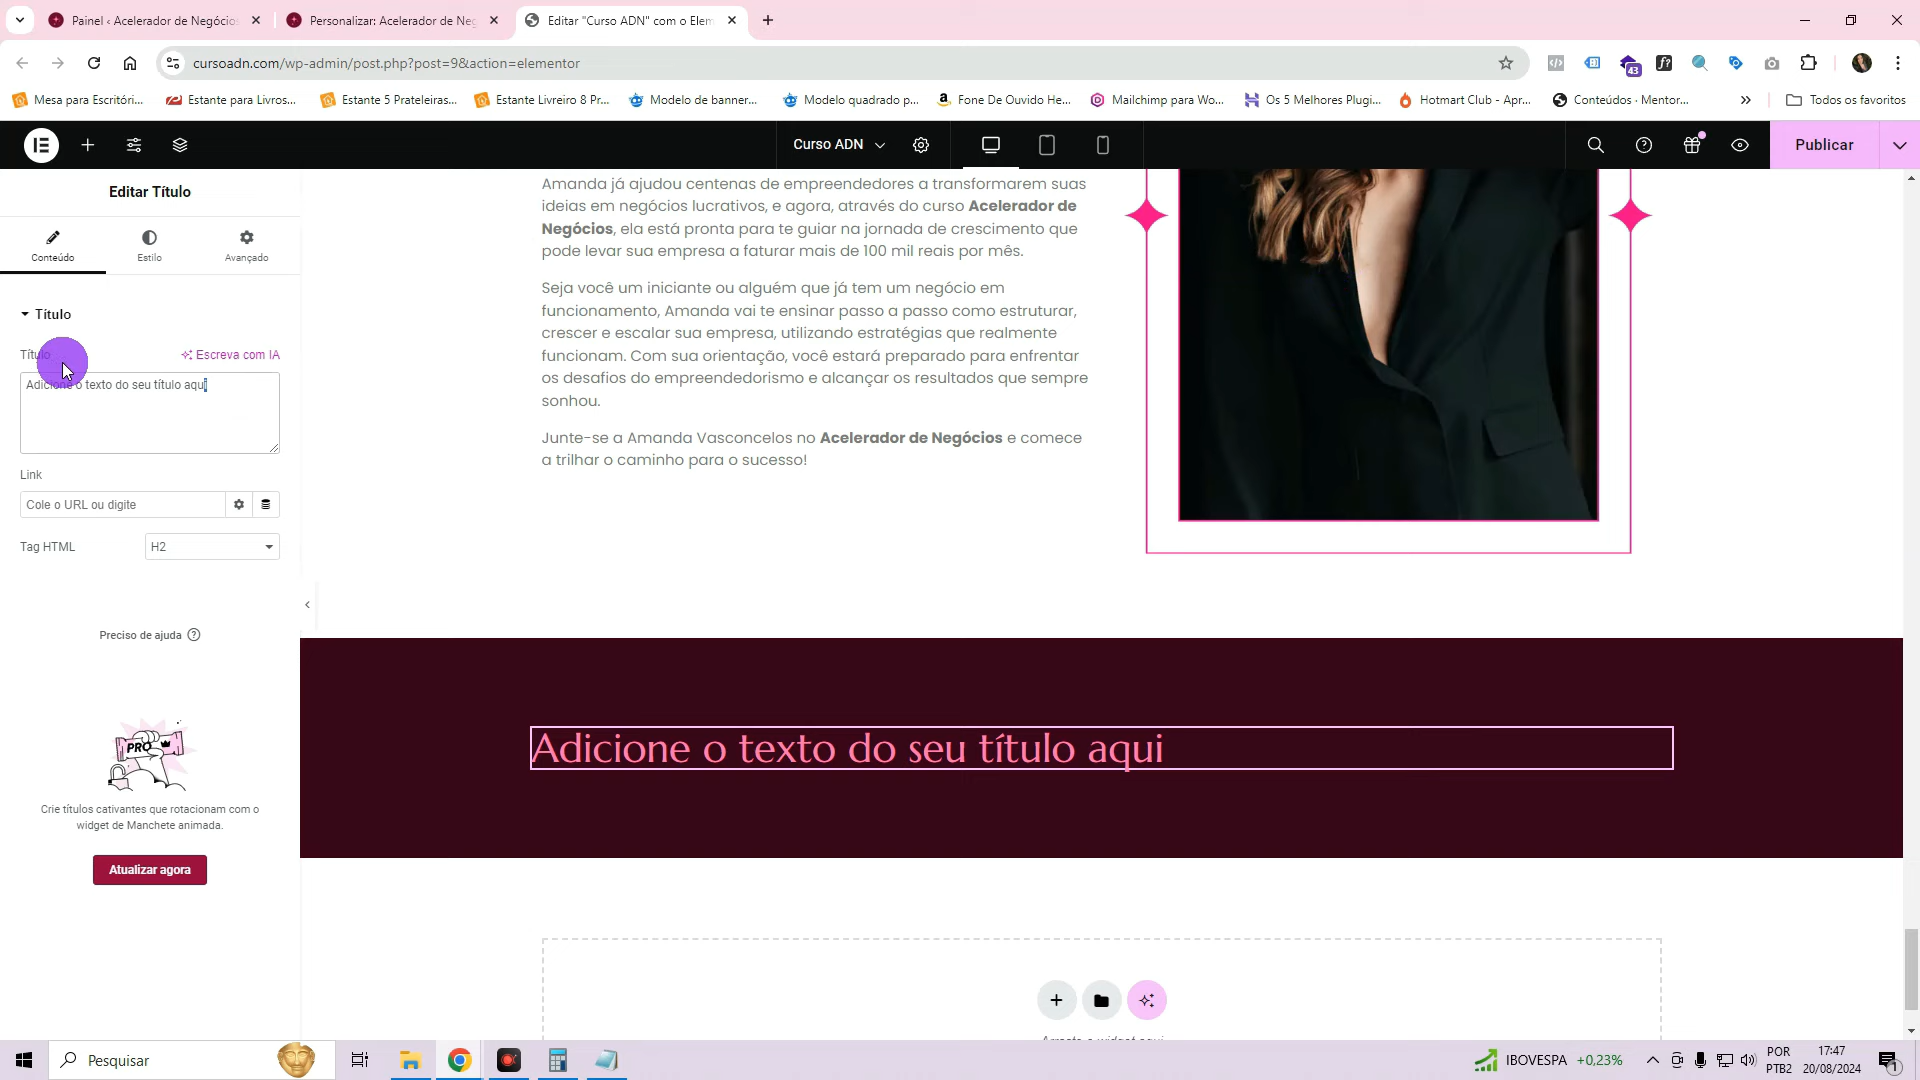 Painel ‹ Acelerador de Negócios
Personalizar: Acelerador de Neg
Editar "Curso ADN" com o Elem
cursoadn.com/wp-admin/post.php?post=9&action=elementor
43
Mesa para Escritóri...
Estante para Livros...
Estante 5 Prateleiras...
Estante Livreiro 8 Pr...
Modelo de banner...
Modelo quadrado p...
Fone De Ouvido He...
Mailchimp para Wo...
Os 5 Melhores Plugi...
Hotmart Club - Apr...
Conteúdos · Mentor...
Todos os favoritos
Curso ADN
Publicar
Editar Título
Conteúdo
Estilo
Avançado
Título
Título
Escreva com IA
Adicione o texto do seu título aqui
Link
Cole o URL ou digite
Tag HTML
H2
Preciso de ajuda
PRO
Crie títulos cativantes que rotacionam com o
widget de Manchete animada.
Atualizar agora
Amanda já ajudou centenas de empreendedores a transformarem suas
ideias em negócios lucrativos, e agora, através do curso Acelerador de
Negócios, ela está pronta para te guiar na jornada de crescimento que
pode levar sua empresa a faturar mais de 100 mil reais por mês.
Seja você um iniciante ou alguém que já tem um negócio em
funcionamento, Amanda vai te ensinar passo a passo como estruturar,
crescer e escalar sua empresa, utilizando estratégias que realmente
funcionam. Com sua orientação, você estará preparado para enfrentar
os desafios do empreendedorismo e alcançar os resultados que sempre
sonhou.
Junte-se a Amanda Vasconcelos no Acelerador de Negócios e comece
a trilhar o caminho para o sucesso!
Adicione o texto do seu título aqui
Pesquisar
IBOVESPA +0,23%
POR
PTB2
17:47
20/08/2024
1